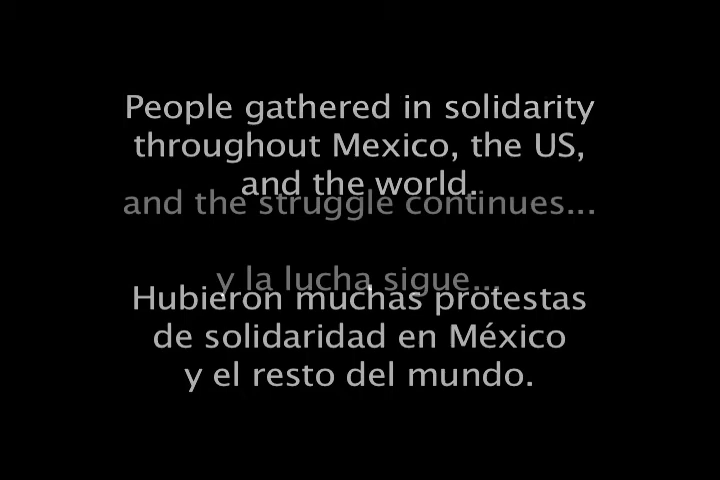 People gathered in solidarity
throughout Mexico, the US,
and the world.
and the struggle continues...
y la lucha sigue...
Hubieron muchas protestas
de solidaridad en México
y el resto del mundo.